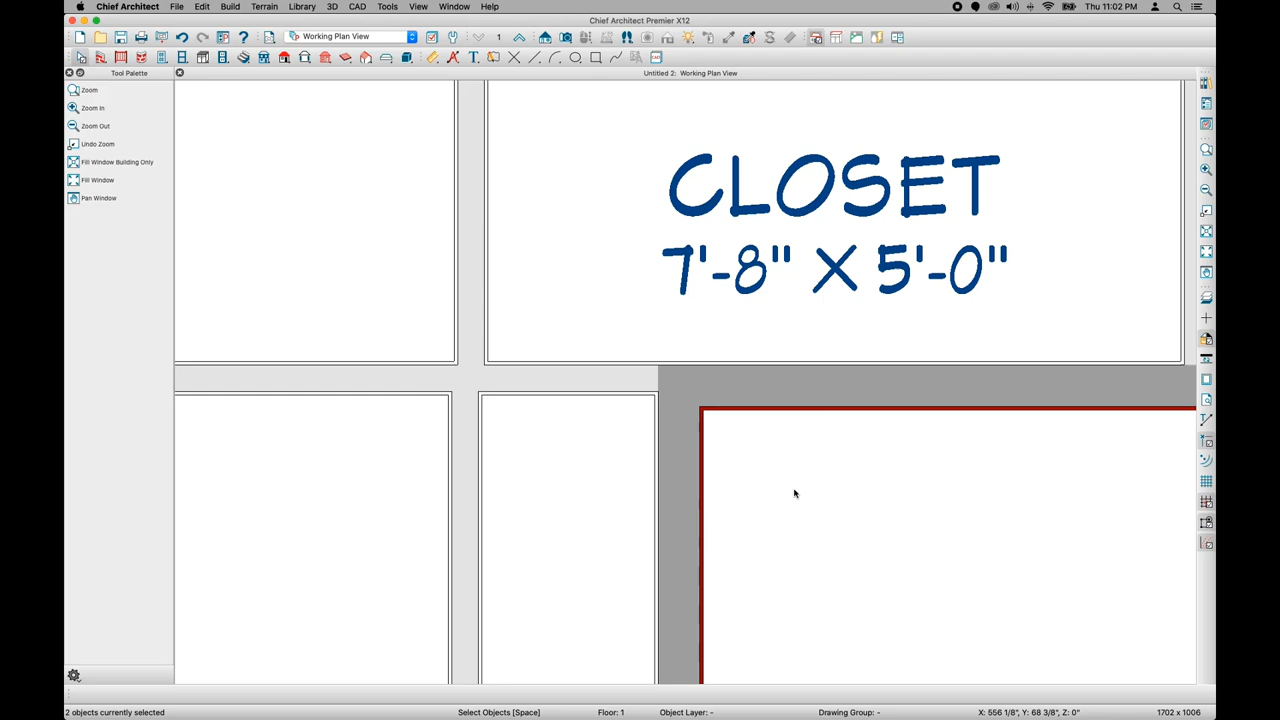 Chief Architect File Edit Build Terrain Library 3D CAD Tools View Window Help Thu 11:02 PM
Chief Architect Premier X12
Working Plan View 1
Tool Palette
Untitled 2: Working Plan View
Zoom
Zoom In
Zoom Out
Undo Zoom
Fill Window Building Only
Fill Window
Pan Window
CLOSET
7'-8" X 5'-0"
2 objects currently selected Select Objects [Space] Floor: 1 Object Layer: - Drawing Group: - X: 556 1/8", Y: 68 3/8", Z: 0" 1702 x 1006